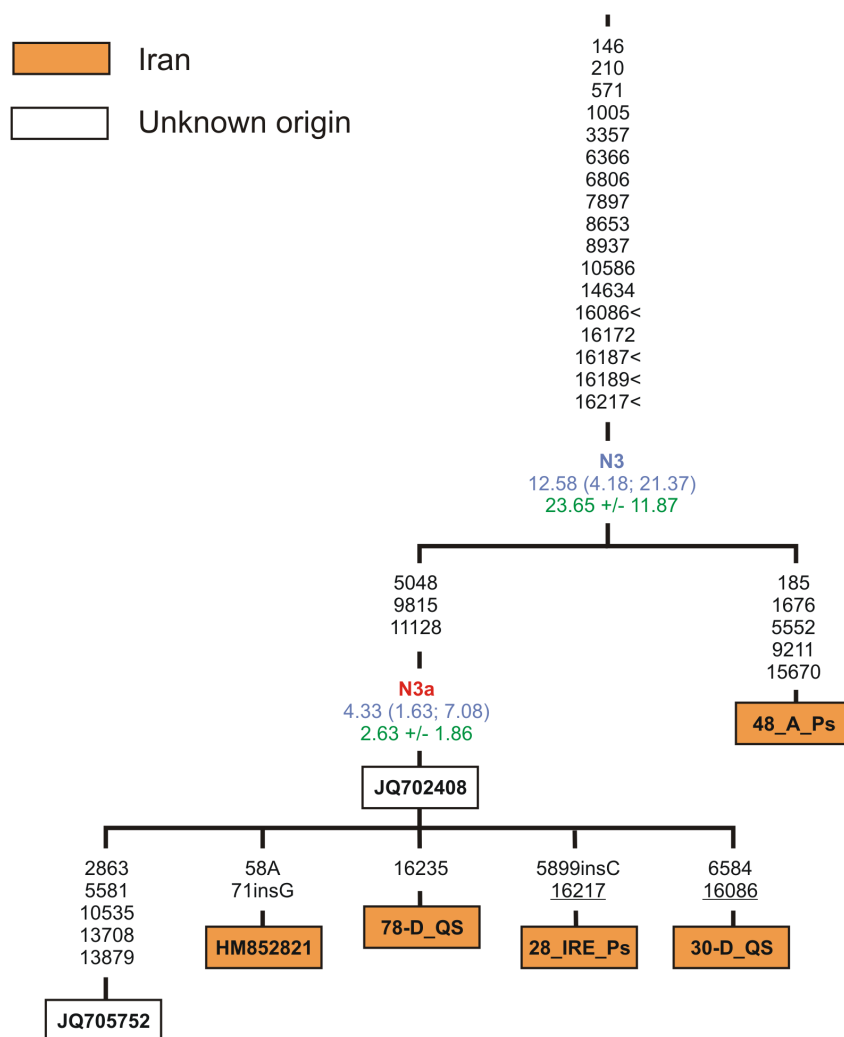 Iran
Unknown origin
146
210
571
1005
3357
6366
6806
7897
8653
8937
10586
14634
16086<
16172
16187<
16189<
16217<
N3
12.58 (4.18; 21.37)
23.65 +/- 11.87
5048
9815
11128
N3a
4.33 (1.63; 7.08)
2.63 +/- 1.86
JQ702408
185
1676
5552
9211
15670
48_A_Ps
2863
5581
10535
13708
13879
JQ705752
58A
71insG
HM852821
16235
78-D_QS
5899insC
16217
28_IRE_Ps
6584
16086
30-D_QS